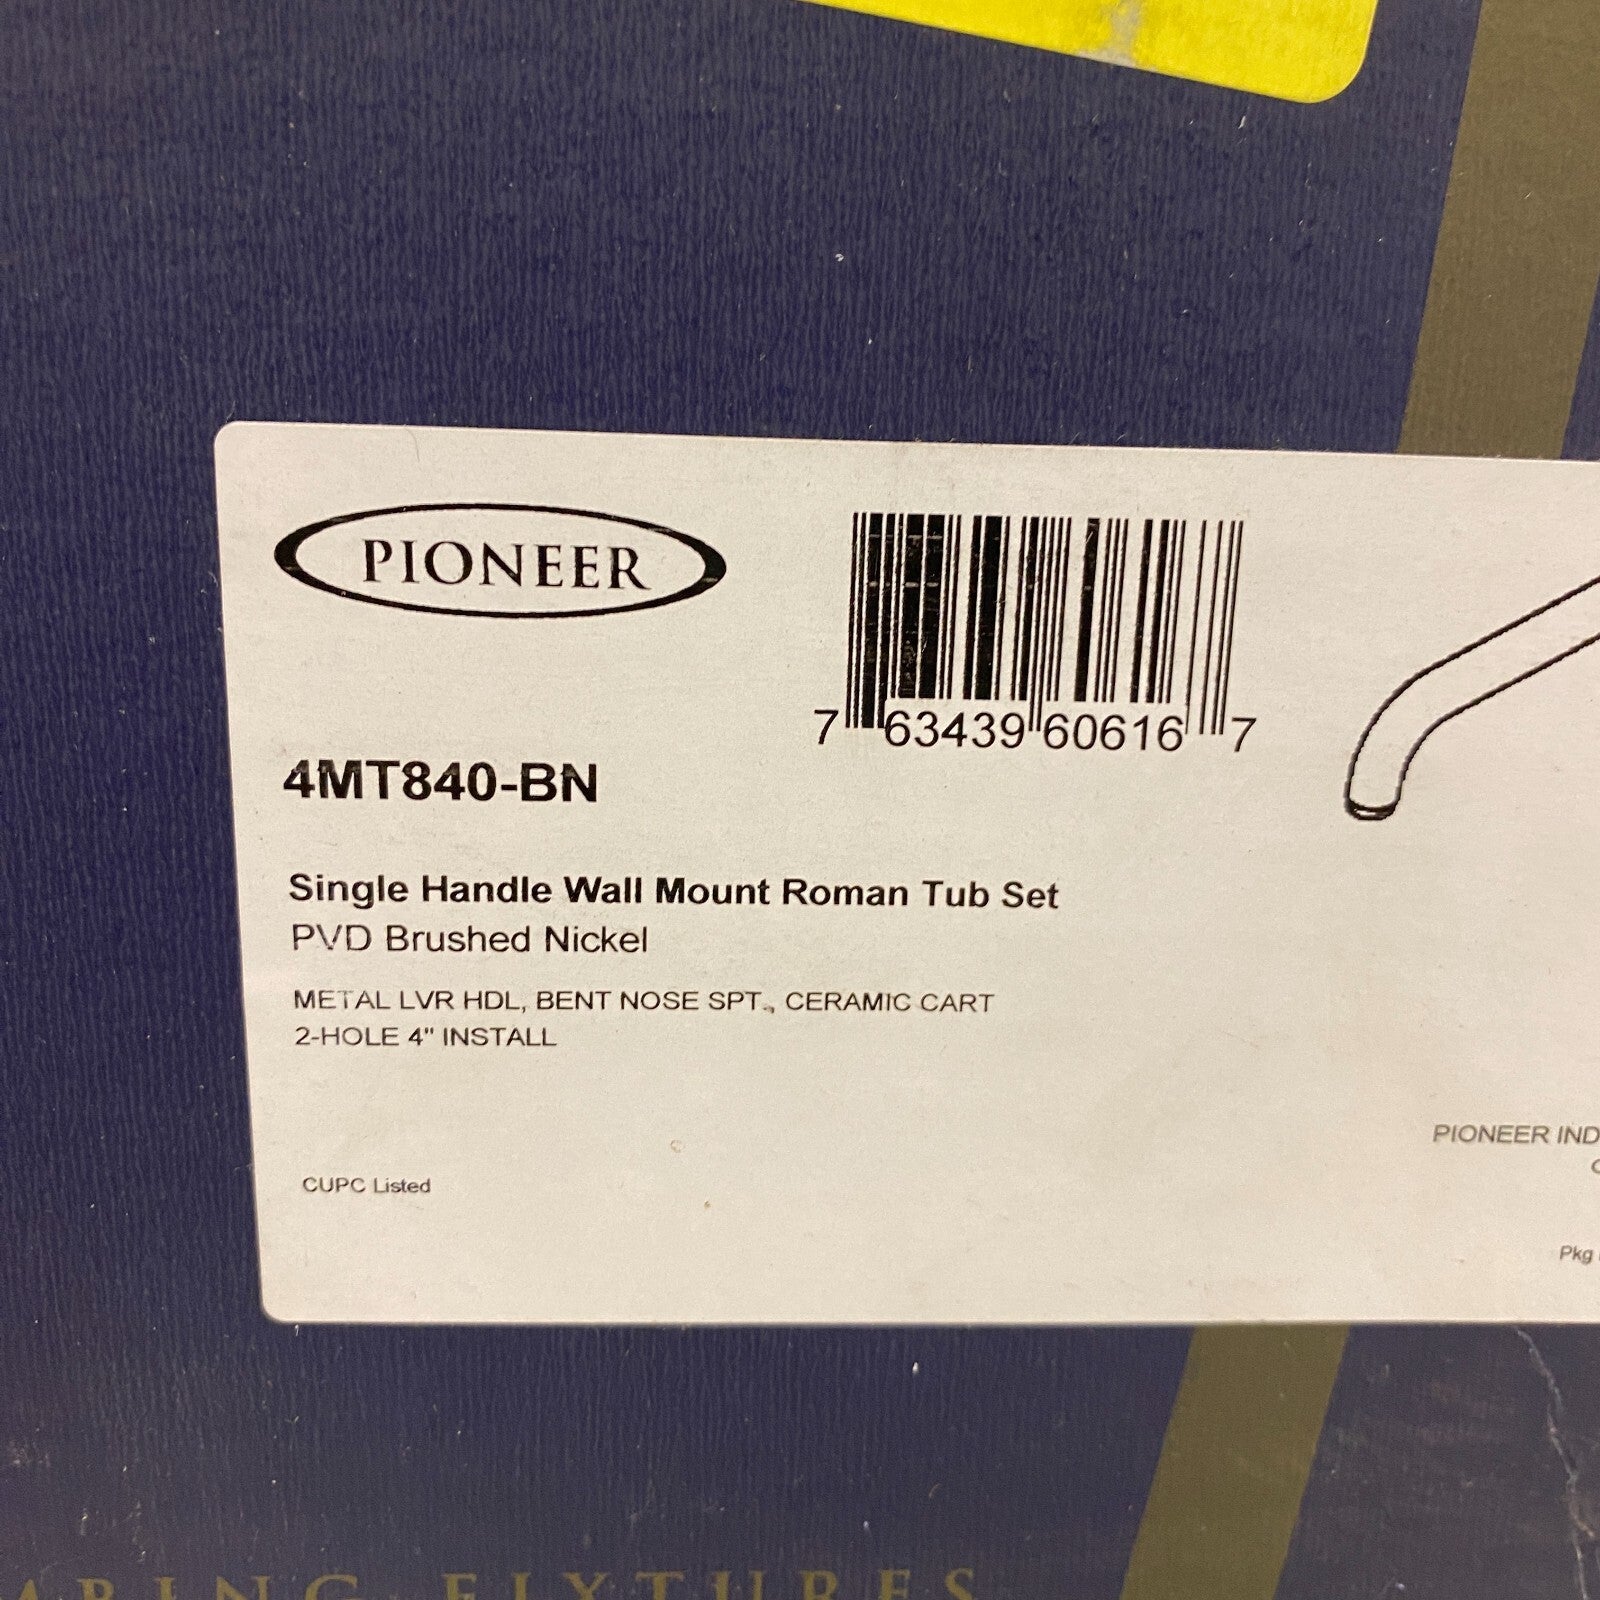 PIONEER
7 63439 60616 7
4MT840-BN
Single Handle Wall Mount Roman Tub Set
PVD Brushed Nickel
METAL LVR HDL, BENT NOSE SPT., CERAMIC CART
2-HOLE 4" INSTALL
PIONEER IND
CUPC Listed
Pkg
FIXTURES